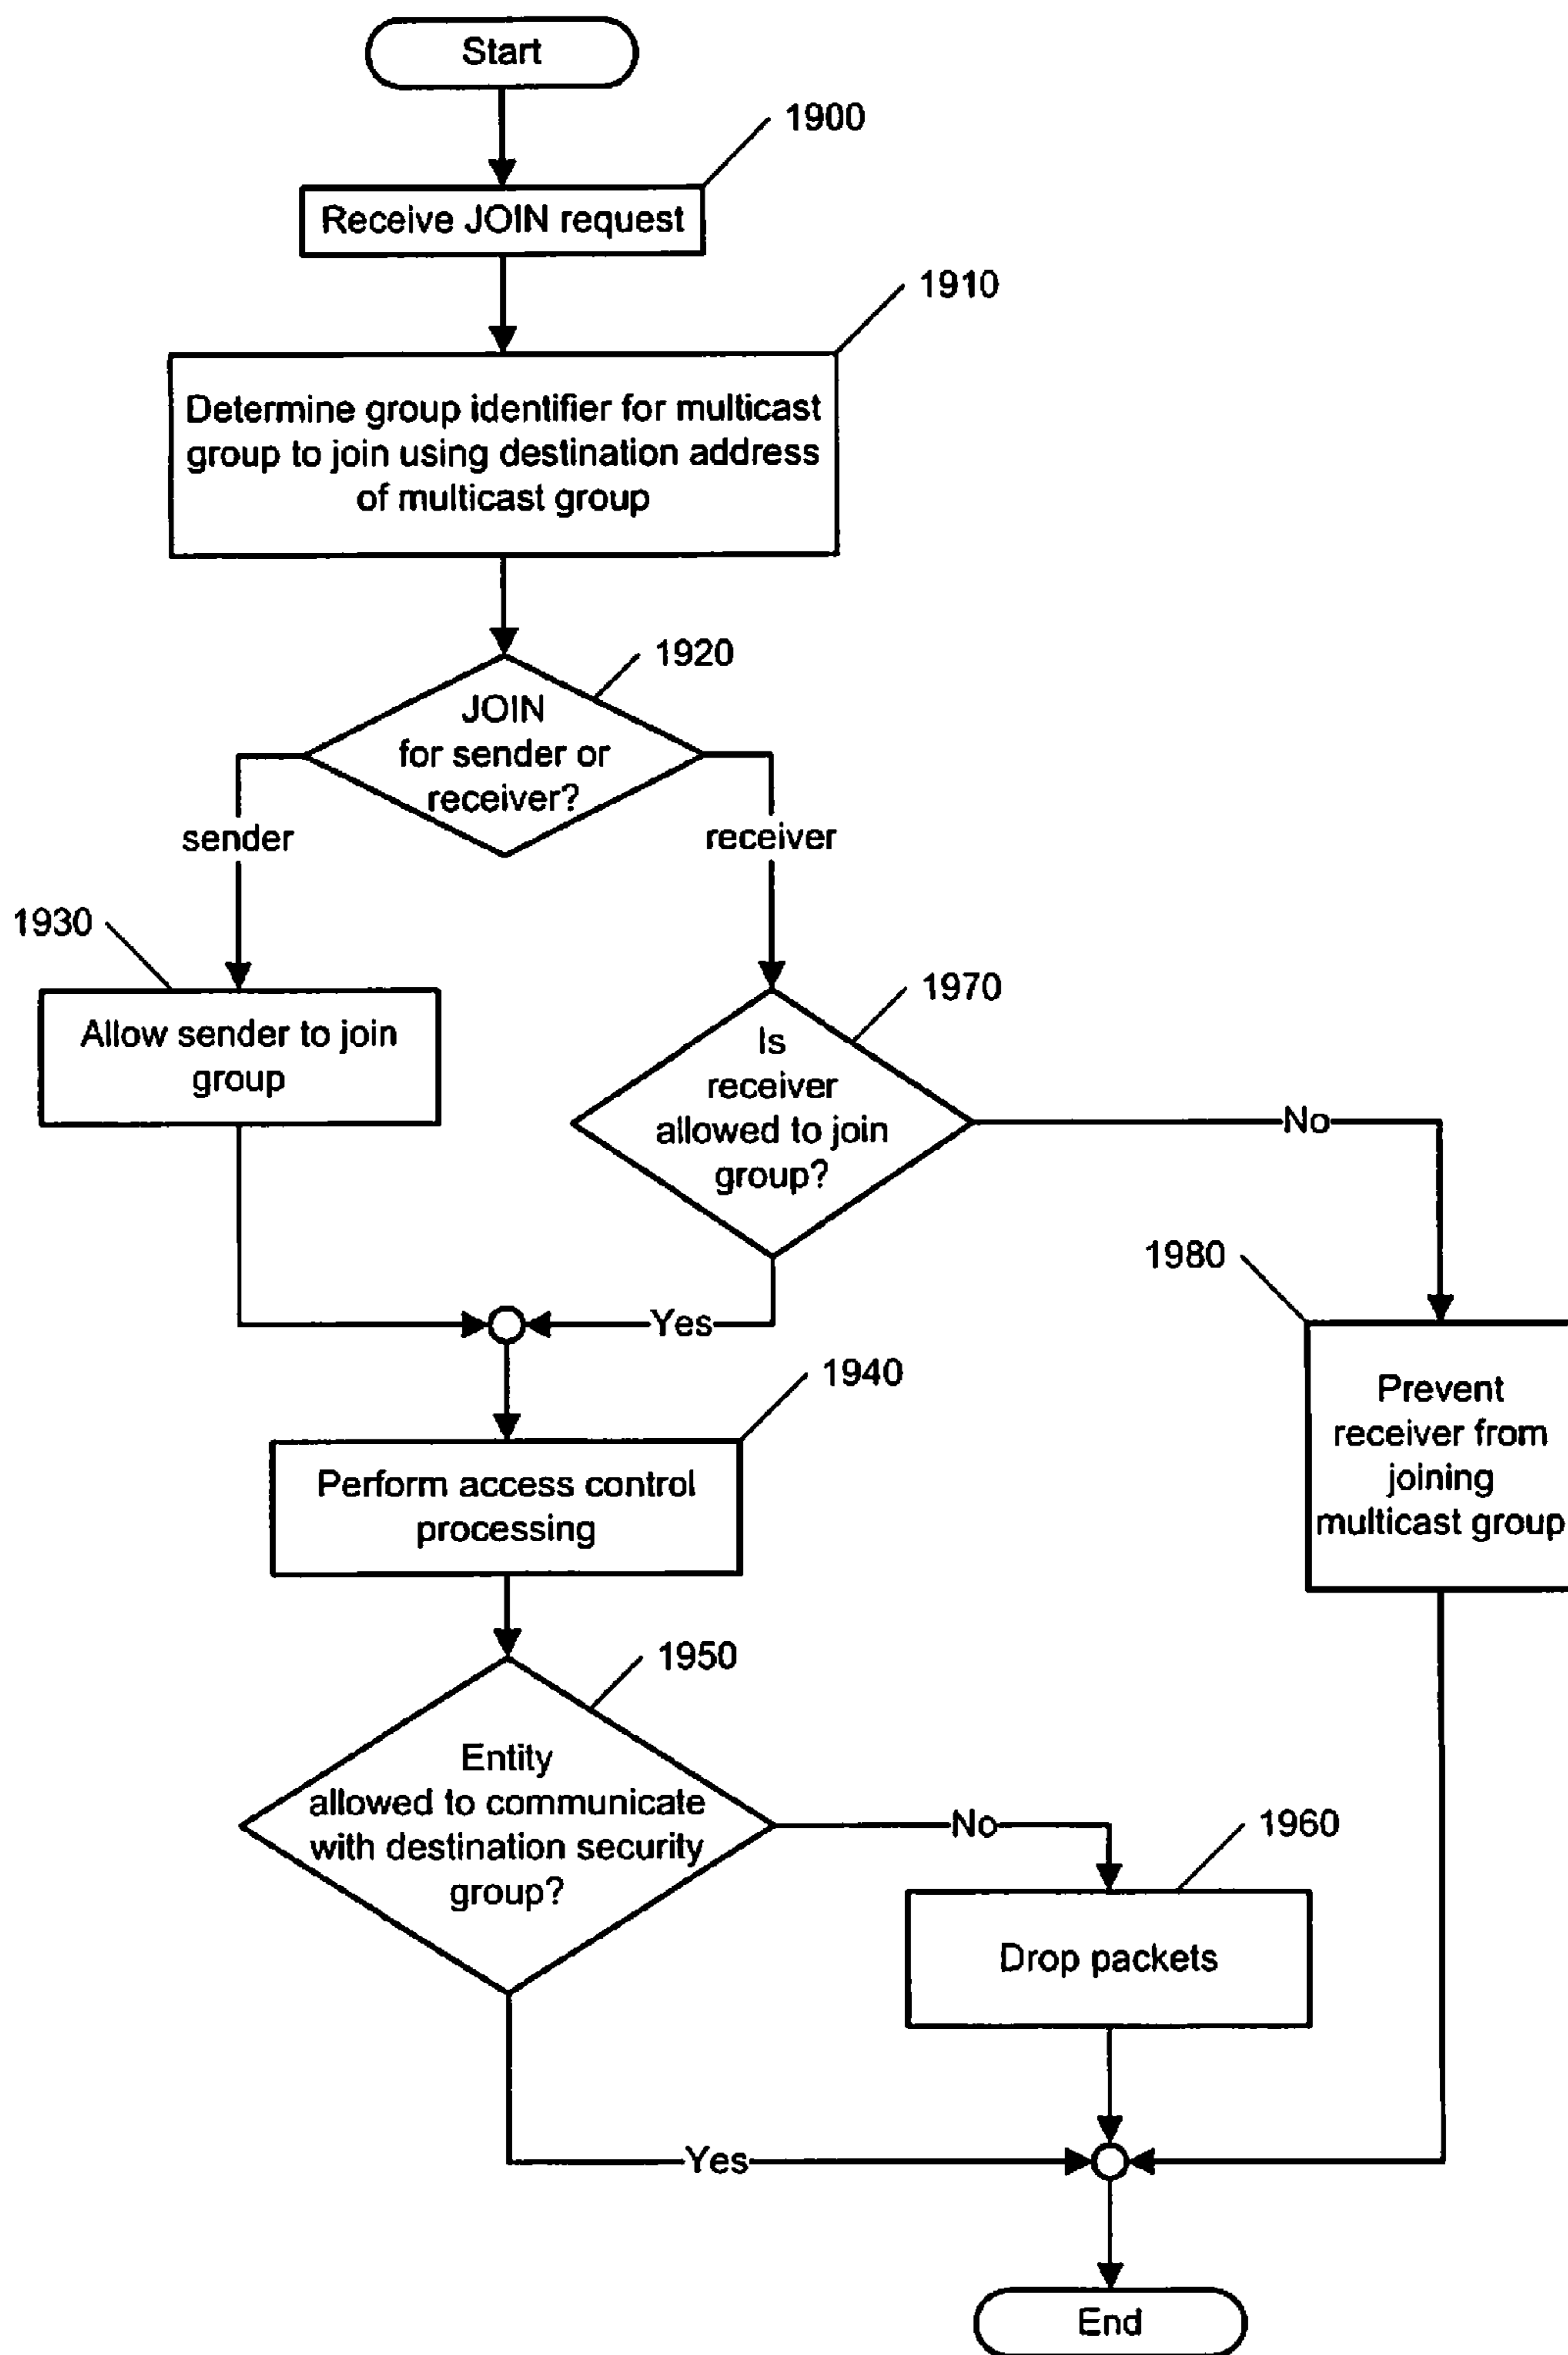 Start
1900
Receive JOIN request
1910
Determine group identifier for multicast
group to join using destination address
of multicast group
1920
JOIN
for sender or
receiver?
sender
receiver
1930
Allow sender to join
group
1970
Is
receiver
allowed to join
group?
No
Yes
1980
Prevent
receiver from
joining
multicast group
1940
Perform access control
processing
1950
Entity
allowed to communicate
with destination security
group?
No
1960
Drop packets
Yes
End